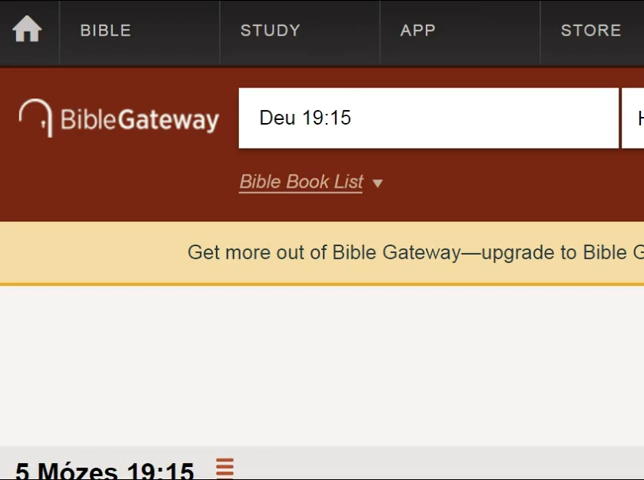 BIBLE STUDY APP STORE
BibleGateway Deu 19:15
Bible Book List
Get more out of Bible Gateway—upgrade to Bible
5 Mózes 19:15